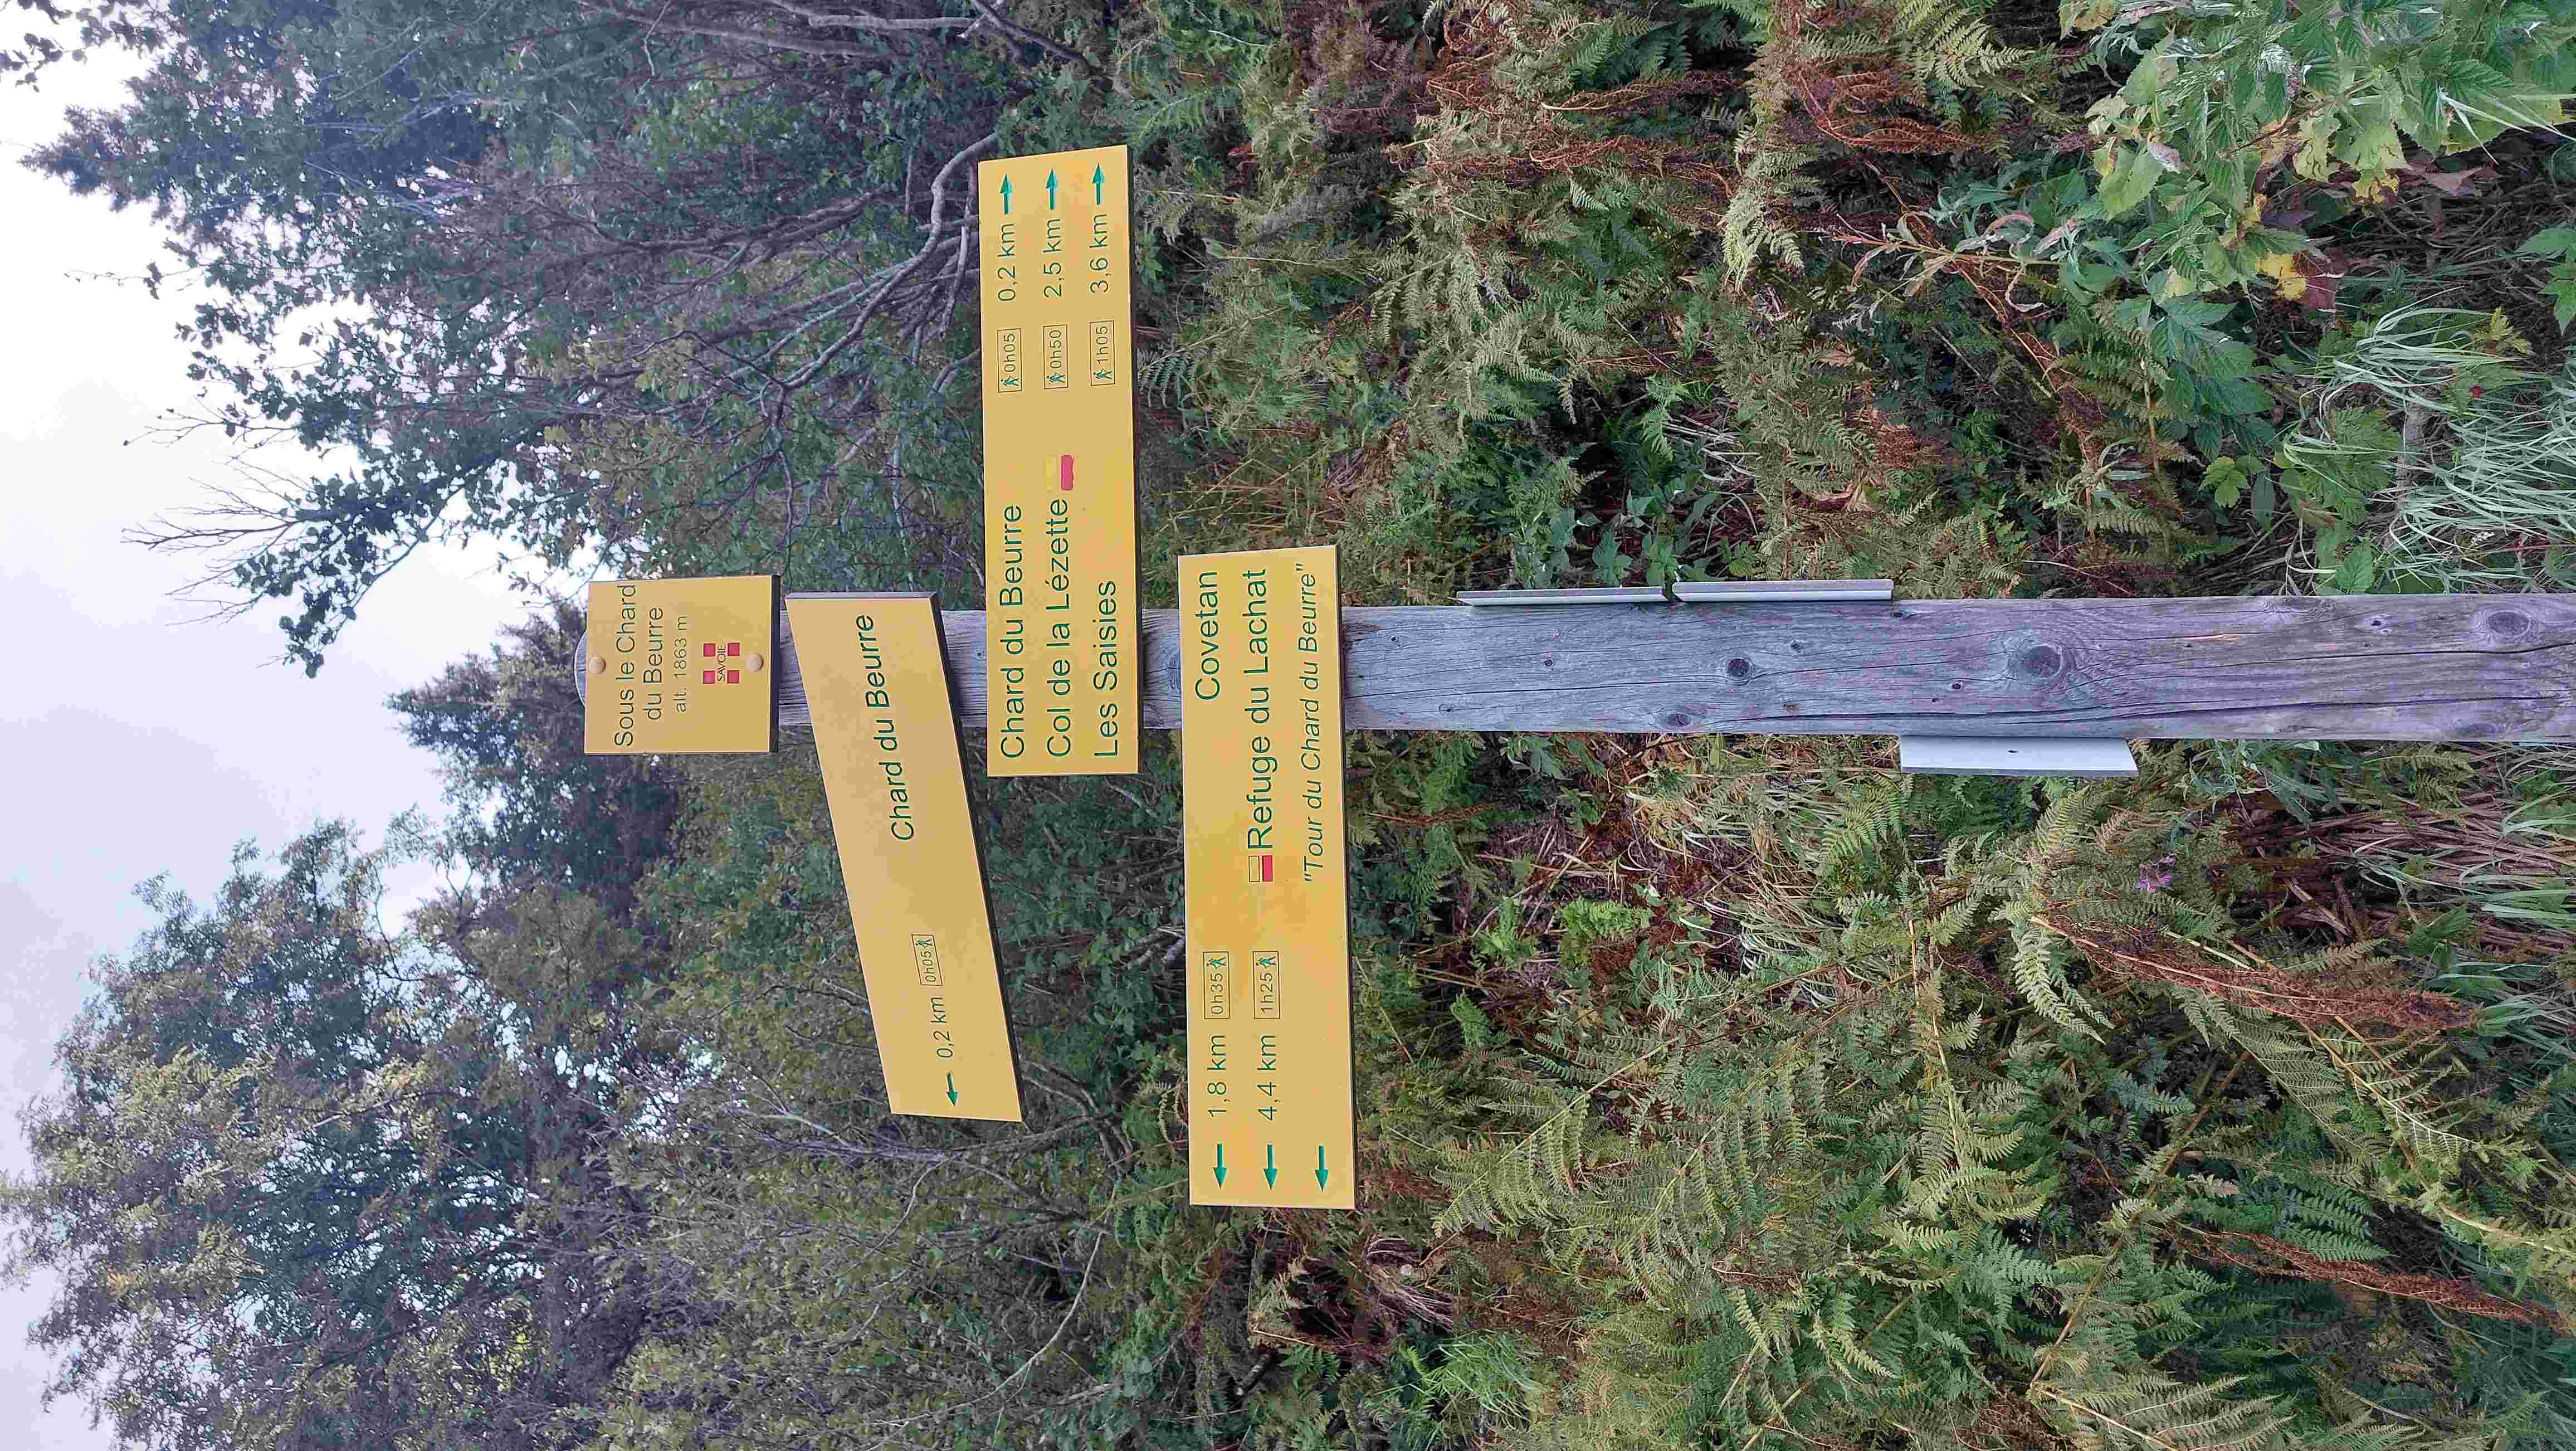 Sous le Chard
du Beurre
alt. 1863 m
SAVOIE
0,2 km 0h05 Chard du Beurre
Chard du Beurre 0h05 0,2 km
Col de la Lézette 0h50 2,5 km
Les Saisies 1h05 3,6 km
1,8 km 0h35 Covetan
4,4 km 1h25 Refuge du Lachat
"Tour du Chard du Beurre"